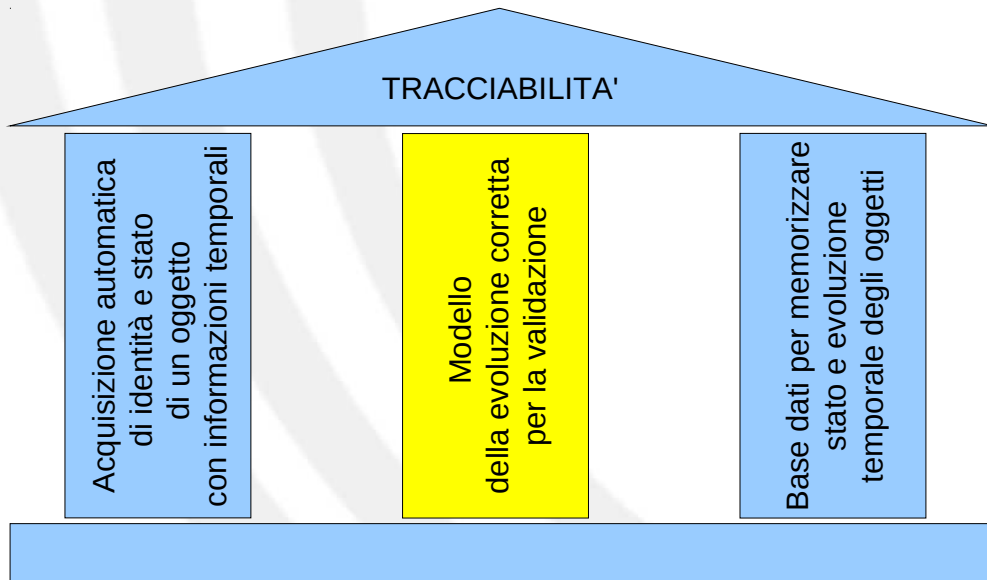 TRACCIABILITA'
Acquisizione automatica
di identità e stato
di un oggetto
con informazioni temporali
Modello
della evoluzione corretta
per la validazione
Base dati per memorizzare
stato e evoluzione
temporale degli oggetti